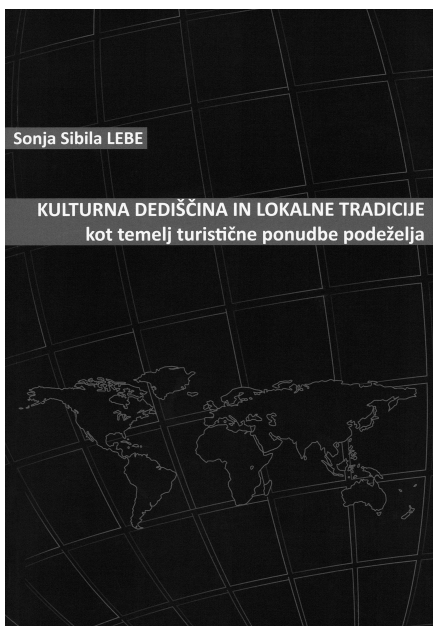 Sonja Sibila LEBE
KULTURNA DEDIŠČINA IN LOKALNE TRADICIJE
kot temelj turistične ponudbe podeželja